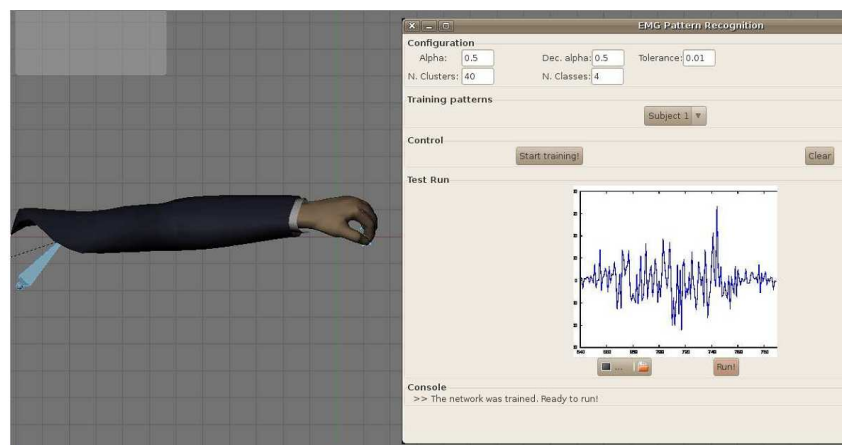 EMG Pattern Recognition
Configuration
Alpha: 0.5 Dec. alpha: 0.5 Tolerance: 0.01
N. Clusters: 40 N. Classes: 4
Training patterns
Subject 1
Control
Start training! Clear
Test Run
... Run!
Console
>> The network was trained. Ready to run!